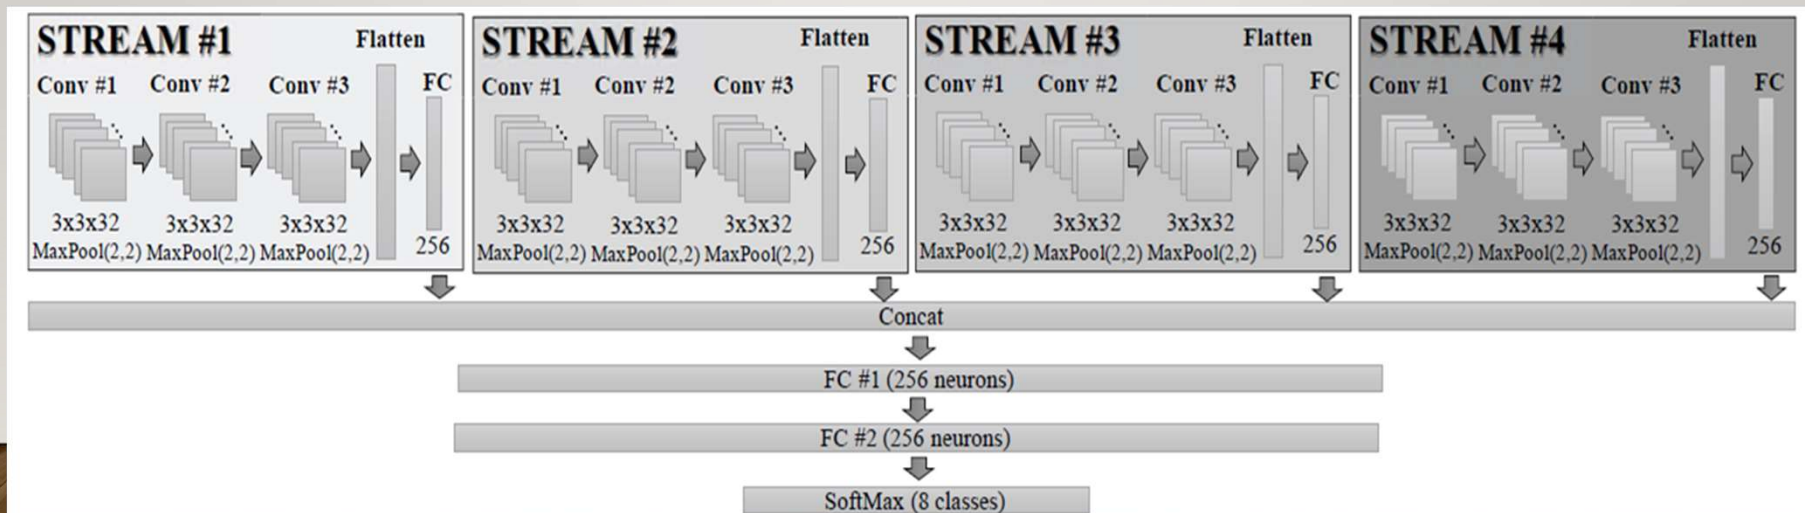 STREAM #1
Flatten
Conv #1 Conv #2 Conv #3 FC
3x3x32 3x3x32 3x3x32
MaxPool(2,2) MaxPool(2,2) MaxPool(2,2) 256
STREAM #2
Flatten
Conv #1 Conv #2 Conv #3 FC
3x3x32 3x3x32 3x3x32
MaxPool(2,2) MaxPool(2,2) MaxPool(2,2) 256
STREAM #3
Flatten
Conv #1 Conv #2 Conv #3 FC
3x3x32 3x3x32 3x3x32
MaxPool(2,2) MaxPool(2,2) MaxPool(2,2) 256
STREAM #4
Flatten
Conv #1 Conv #2 Conv #3 FC
3x3x32 3x3x32 3x3x32
MaxPool(2,2) MaxPool(2,2) MaxPool(2,2) 256
Concat
FC #1 (256 neurons)
FC #2 (256 neurons)
SoftMax (8 classes)